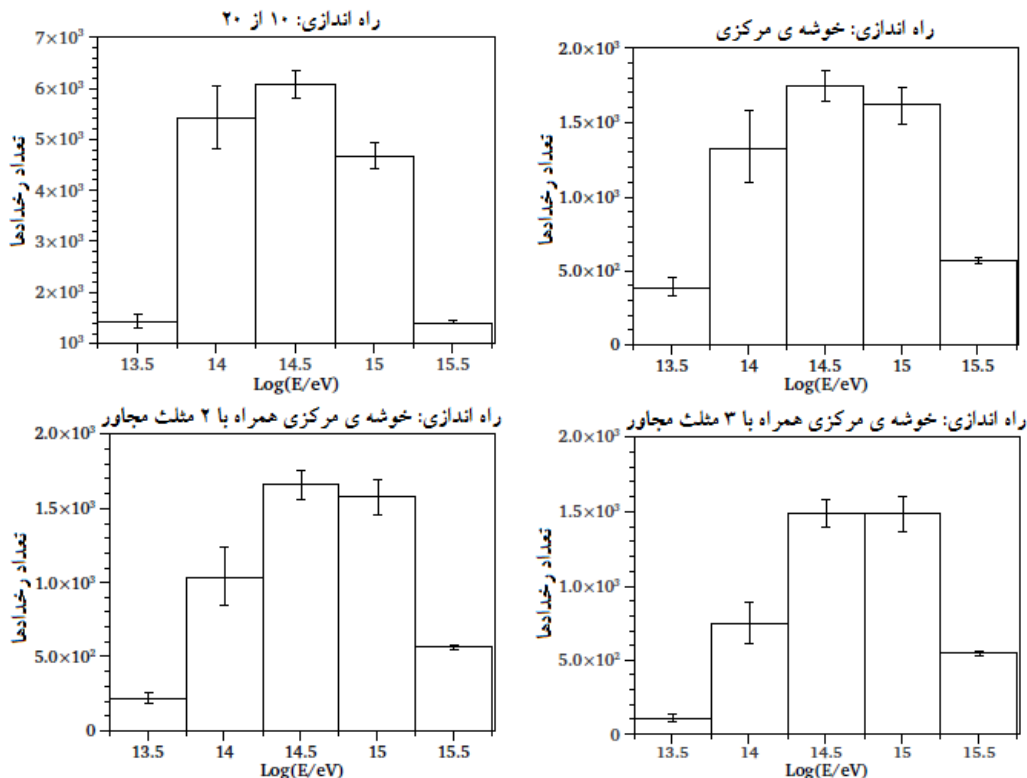 راه اندازی: ۱۰ از ۲۰
7×10³
6×10³
5×10³
4×10³
3×10³
2×10³
10³
تعداد رخدادها
13.5 14 14.5 15 15.5
Log(E/eV)
راه اندازی: خوشه ی مرکزی
2.0×10³
1.5×10³
1.0×10³
5.0×10²
0
تعداد رخدادها
13.5 14 14.5 15 15.5
Log(E/eV)
راه اندازی: خوشه ی مرکزی همراه با ۲ مثلث مجاور
2.0×10³
1.5×10³
1.0×10³
5.0×10²
0
تعداد رخدادها
13.5 14 14.5 15 15.5
Log(E/eV)
راه اندازی: خوشه ی مرکزی همراه با ۳ مثلث مجاور
2.0×10³
1.5×10³
1.0×10³
5.0×10²
0
تعداد رخدادها
13.5 14 14.5 15 15.5
Log(E/eV)